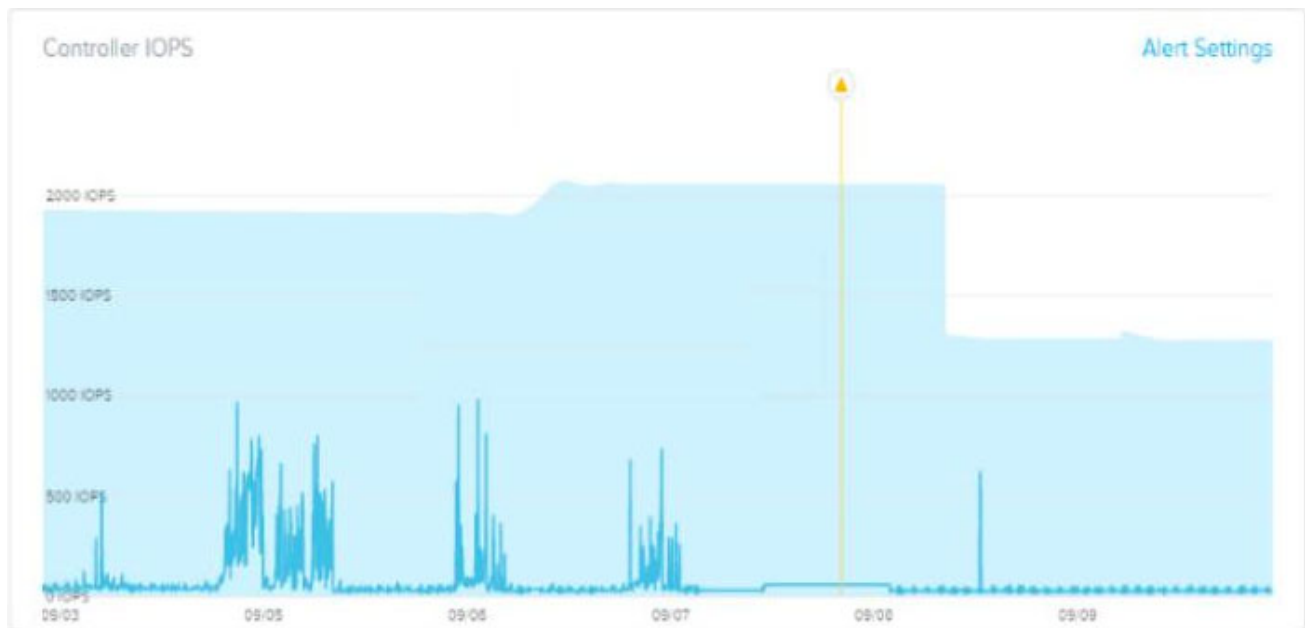 Controller IOPS
Alert Settings
2000 IOPS
1500 IOPS
1000 IOPS
500 IOPS
0 IOPS
09/03 09/05 09/06 09/07 09/08 09/09